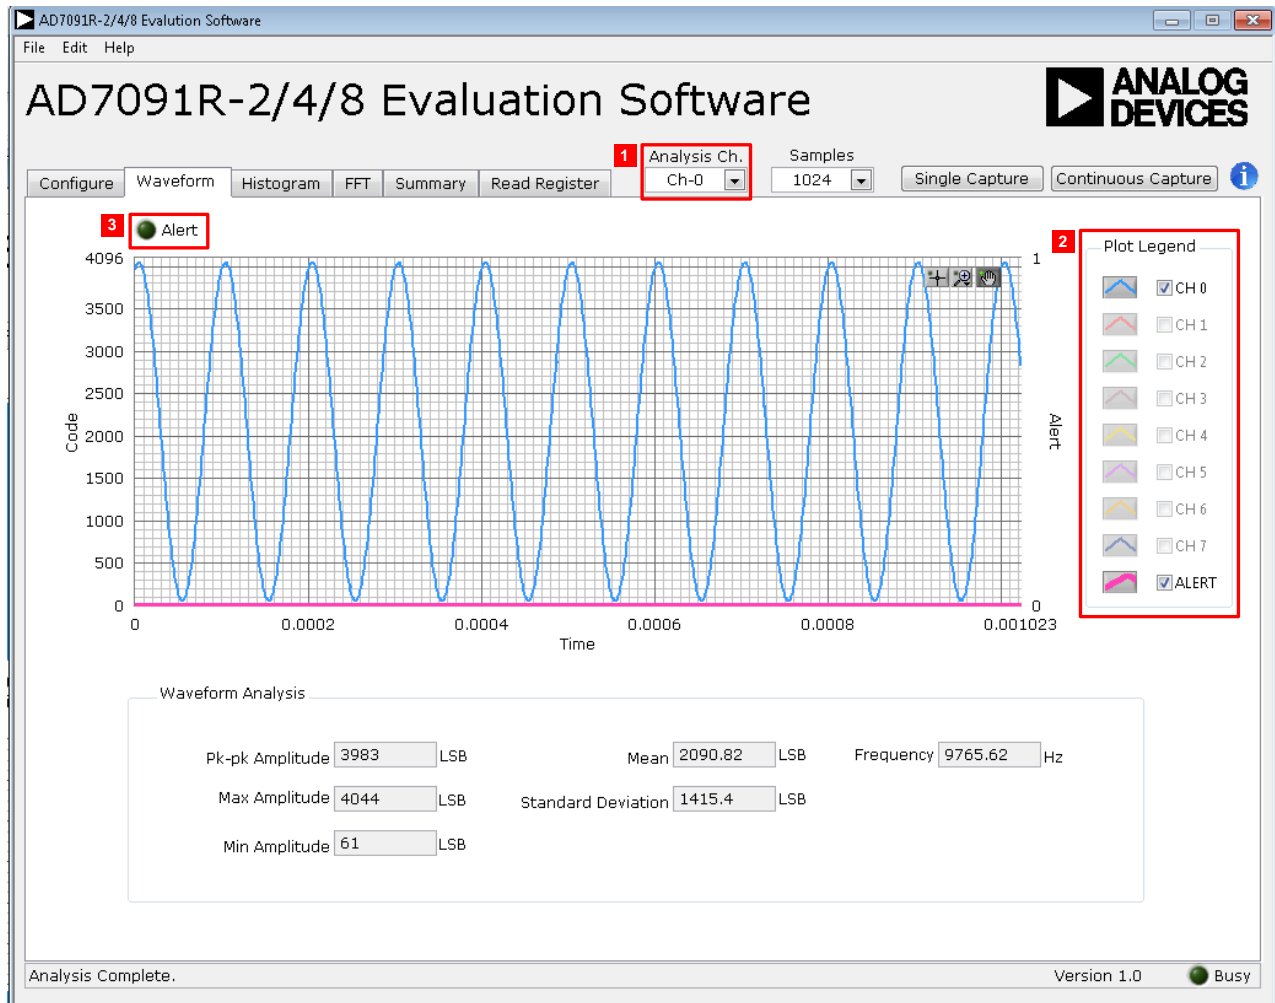 AD7091R-2/4/8 Evalution Software
File Edit Help
AD7091R-2/4/8 Evaluation Software
ANALOG
DEVICES
1 Analysis Ch. Samples
Configure Waveform Histogram FFT Summary Read Register Ch-0 1024 Single Capture Continuous Capture i
3 Alert
2 Plot Legend
CH 0
CH 1
CH 2
CH 3
CH 4
CH 5
CH 6
CH 7
ALERT
4096
3500
3000
2500
2000
1500
1000
500
0
Code
1
0
Alert
0 0.0002 0.0004 0.0006 0.0008 0.001023
Time
Waveform Analysis
Pk-pk Amplitude 3983 LSB Mean 2090.82 LSB Frequency 9765.62 Hz
Max Amplitude 4044 LSB Standard Deviation 1415.4 LSB
Min Amplitude 61 LSB
Analysis Complete. Version 1.0 Busy